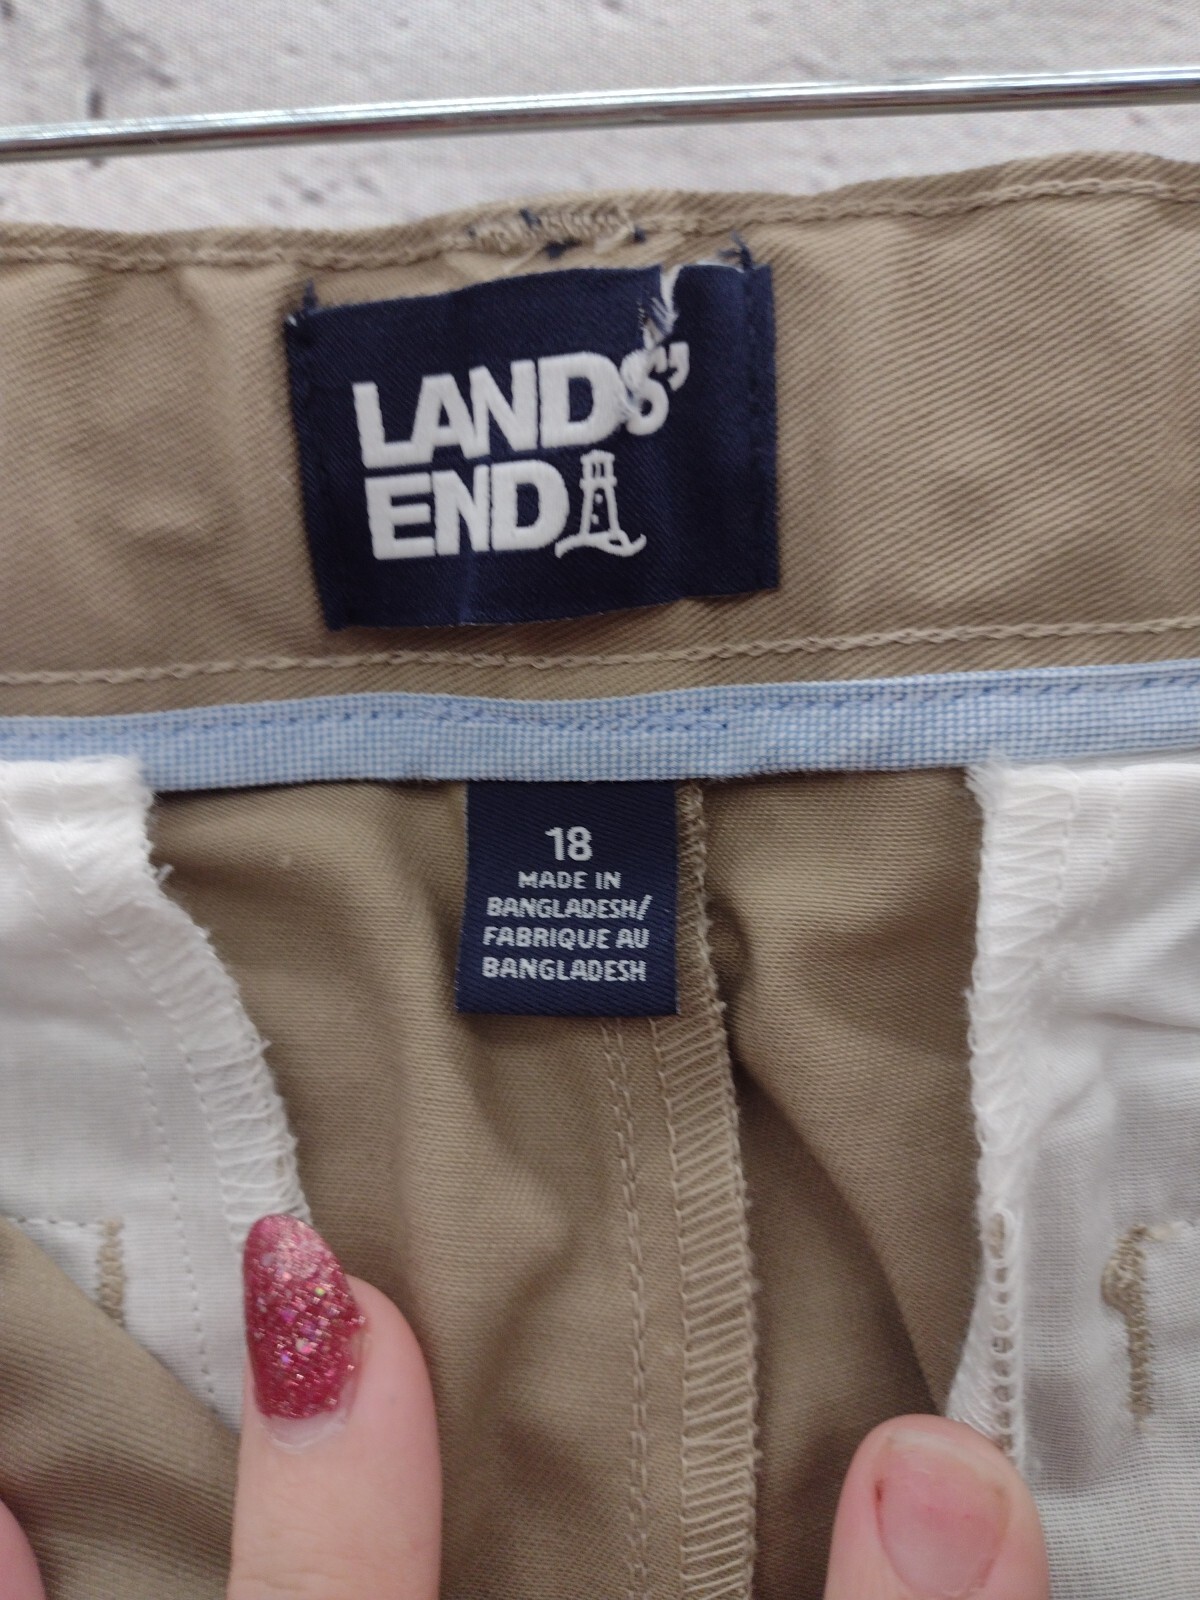 LANDS'
END
18
MADE IN
BANGLADESH/
FABRIQUE AU
BANGLADESH